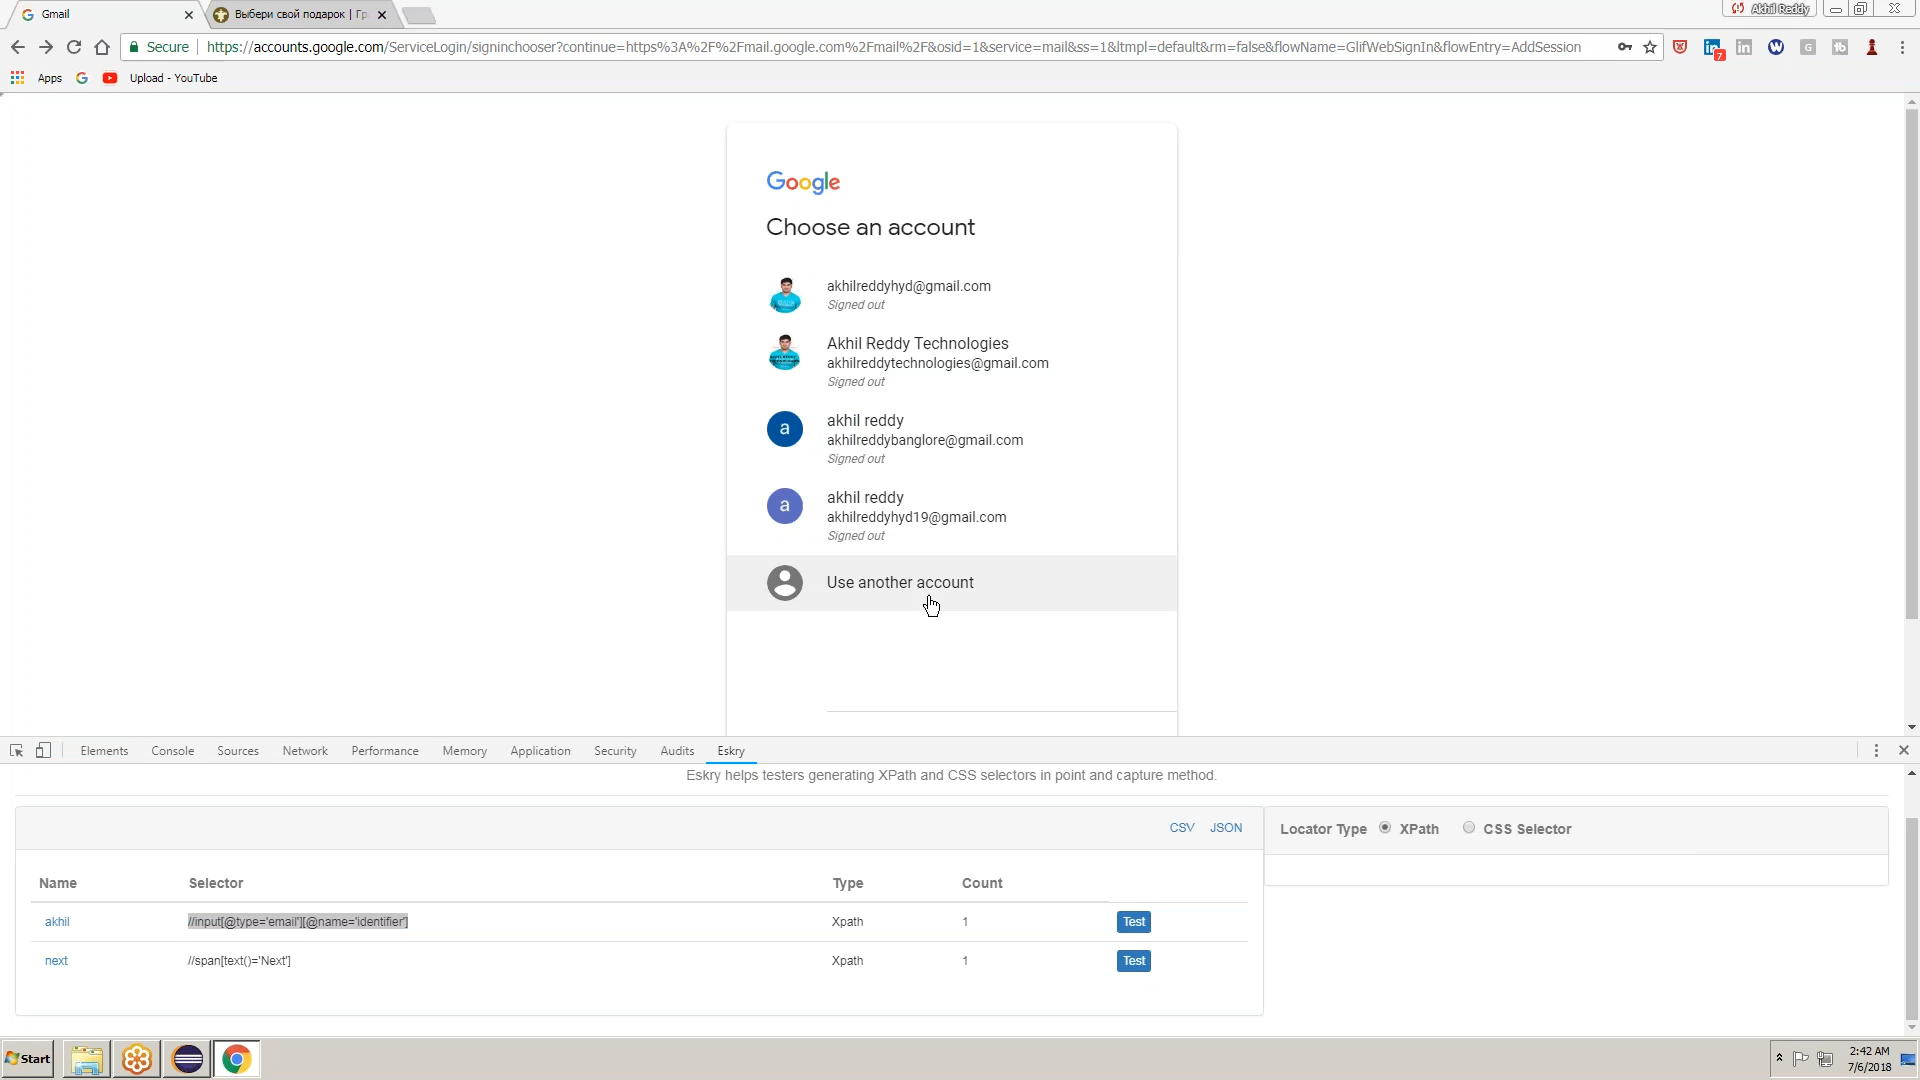 Gmail
Выбери свой подарок | Гр
Akhil Reddy
Secure
https://accounts.google.com/ServiceLogin/signinchooser?continue=https%3A%2F%2Fmail.google.com%2Fmail%2F&osid=1&service=mail&ss=1&ltmpl=default&rm=false&flowName=GlifWebSignIn&flowEntry=AddSession
in
7
in
W
G
tb
Apps
Upload - YouTube
Google
Choose an account
akhilreddyhyd@gmail.com
Signed out
Akhil Reddy Technologies
akhilreddytechnologies@gmail.com
Signed out
a
akhil reddy
akhilreddybanglore@gmail.com
Signed out
a
akhil reddy
akhilreddyhyd19@gmail.com
Signed out
Use another account
Elements
Console
Sources
Network
Performance
Memory
Application
Security
Audits
Eskry
Eskry helps testers generating XPath and CSS selectors in point and capture method.
CSV JSON
Locator Type XPath CSS Selector
Name Selector Type Count
akhil //input[@type='email'][@name='identifier'] Xpath 1 Test
next //span[text()='Next'] Xpath 1 Test
Start
2:42 AM
7/6/2018